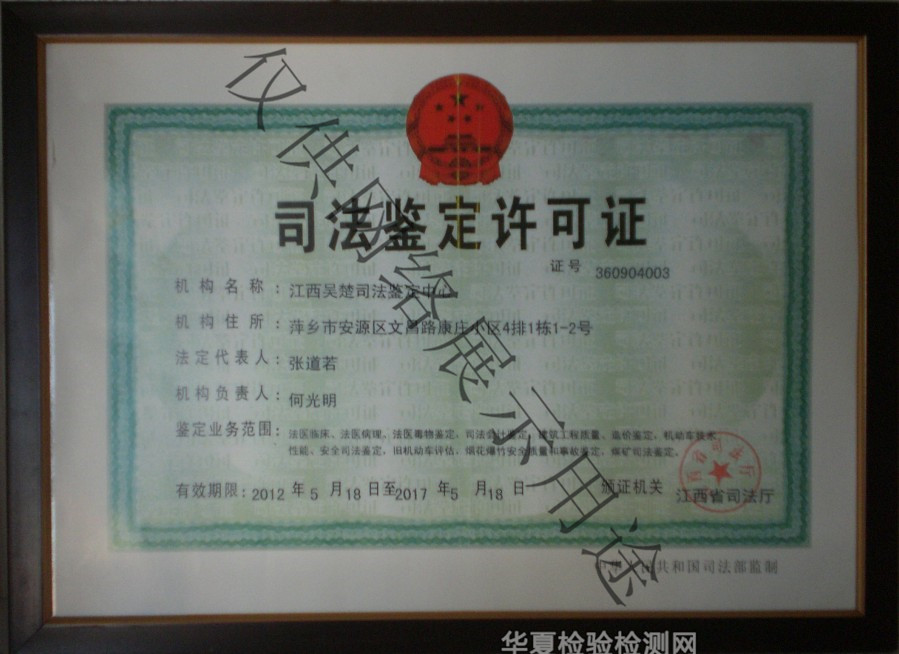 司法鉴定许可证
证号 360904003
机构名称:江西吴楚司法鉴定中心
机构住所:萍乡市安源区文昌路康庄小区4排1栋1-2号
法定代表人:张道若
机构负责人:何光明
鉴定业务范围:法医临床、法医病理、法医毒物鉴定、司法会计鉴定、建筑工程质量、造价鉴定、机动车技术
性能、安全司法鉴定、旧机动车评估、烟花爆竹安全质量和事故鉴定、煤矿司法鉴定。
有效期限:2012年5月18日至2017年5月18日 颁证机关 江西省司法厅
中华人民共和国司法部监制
仅供网络展示用途
华夏检验检测网